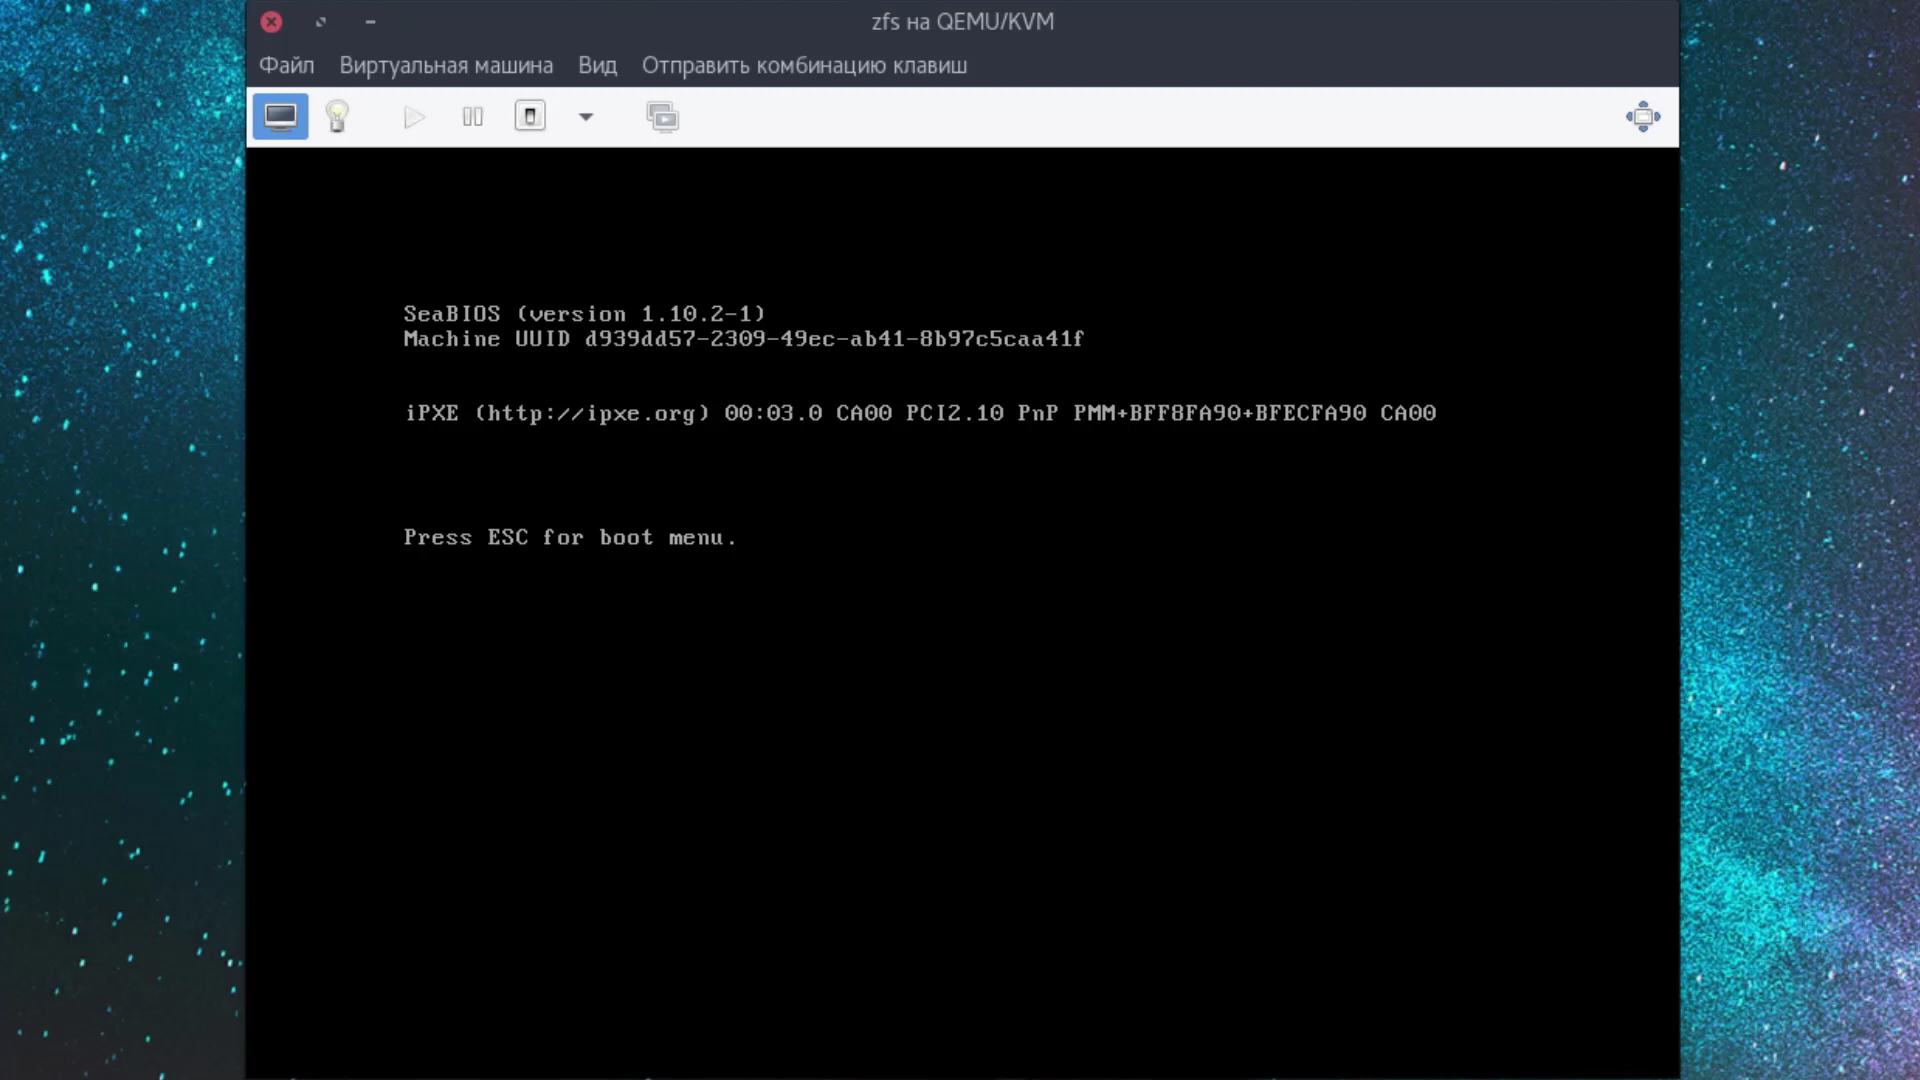 zfs на QEMU/KVM
Файл Виртуальная машина Вид Отправить комбинацию клавиш
SeaBIOS (version 1.10.2-1)
Machine UUID d939dd57-2309-49ec-ab41-8b97c5caa41f
iPXE (http://ipxe.org) 00:03.0 CA00 PCI2.10 PnP PMM+BFF8FA90+BFECFA90 CA00
Press ESC for boot menu.